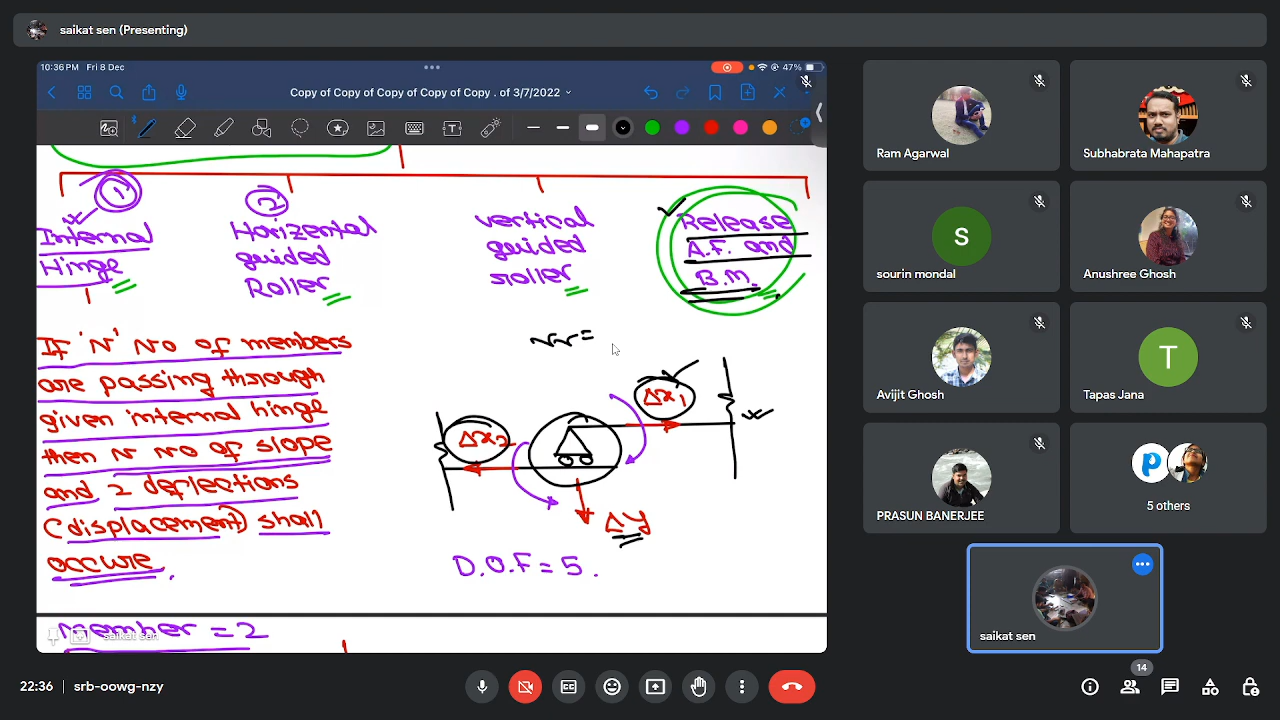 saikat sen (Presenting)
10:36 PM Fri 8 Dec
47%
Copy of Copy of Copy of Copy of Copy . of 3/7/2022
1
2
Internal
Hinge
Horizental
guided
Roller
vertical
guided
roller
Release
A.F. and
B.M.
If 'N' No of members
are passing through
given internal hinge
then N No of slope
and 2 deflections
(displacement) shall
occure.
Δx1
Δx2
Δy
D.O.F = 5.
Member = 2
saikat sen
Ram Agarwal
Subhabrata Mahapatra
S
sourin mondal
Anushree Ghosh
Avijit Ghosh
T
Tapas Jana
PRASUN BANERJEE
P
5 others
saikat sen
22:36 | srb-oowg-nzy
14